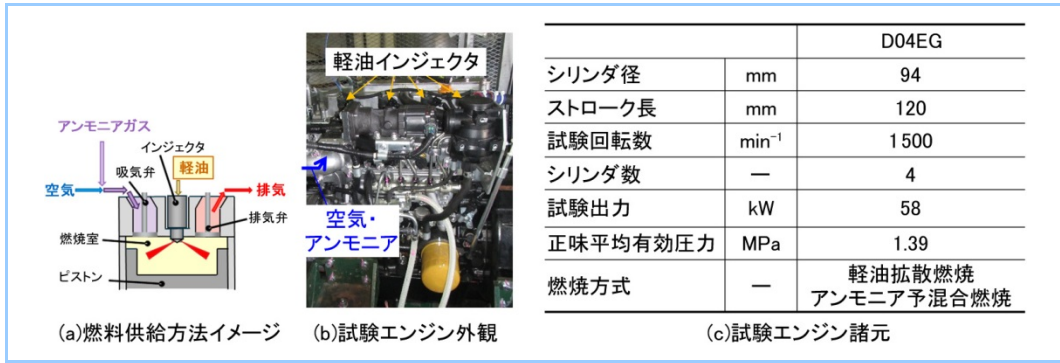 アンモニアガス
インジェクタ
吸気弁
軽油
空気
排気
排気弁
燃焼室
ピストン
(a)燃料供給方法イメージ
軽油インジェクタ
空気・
アンモニア
(b)試験エンジン外観
D04EG
シリンダ径 mm 94
ストローク長 mm 120
試験回転数 min⁻¹ 1500
シリンダ数 — 4
試験出力 kW 58
正味平均有効圧力 MPa 1.39
燃焼方式 — 軽油拡散燃焼
アンモニア予混合燃焼
(c)試験エンジン諸元